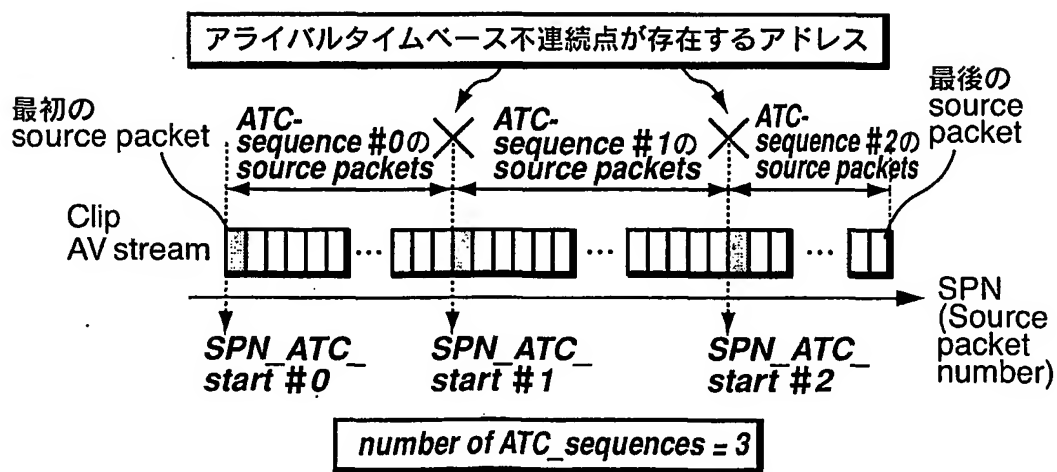 アライバルタイムベース不連続点が存在するアドレス
最初の
source packet
ATC-
sequence #0の
source packets
ATC-
sequence #1の
source packets
ATC-
sequence #2の
source packets
最後の
source
packet
Clip
AV stream
...
...
...
SPN
(Source
packet
number)
SPN_ATC_
start #0
SPN_ATC_
start #1
SPN_ATC_
start #2
number of ATC_sequences = 3